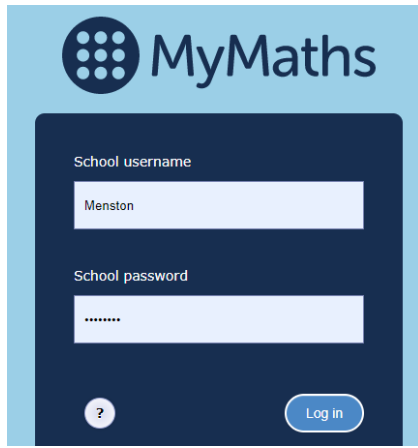 MyMaths
School username
Menston
School password
••••••••
?
Log in